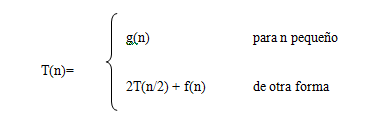 g(n) para n pequeño
T(n)=
2T(n/2) + f(n) de otra forma